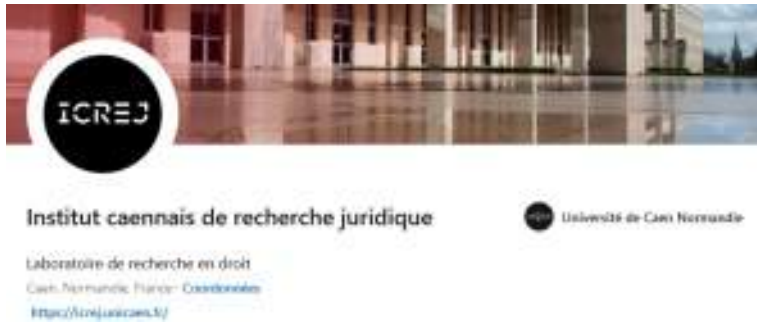 ICREJ
Institut caennais de recherche juridique
Université de Caen Normandie
Laboratoire de recherche en droit
Caen, Normandie, France · Coordonnées
https://icrej.unicaen.fr/